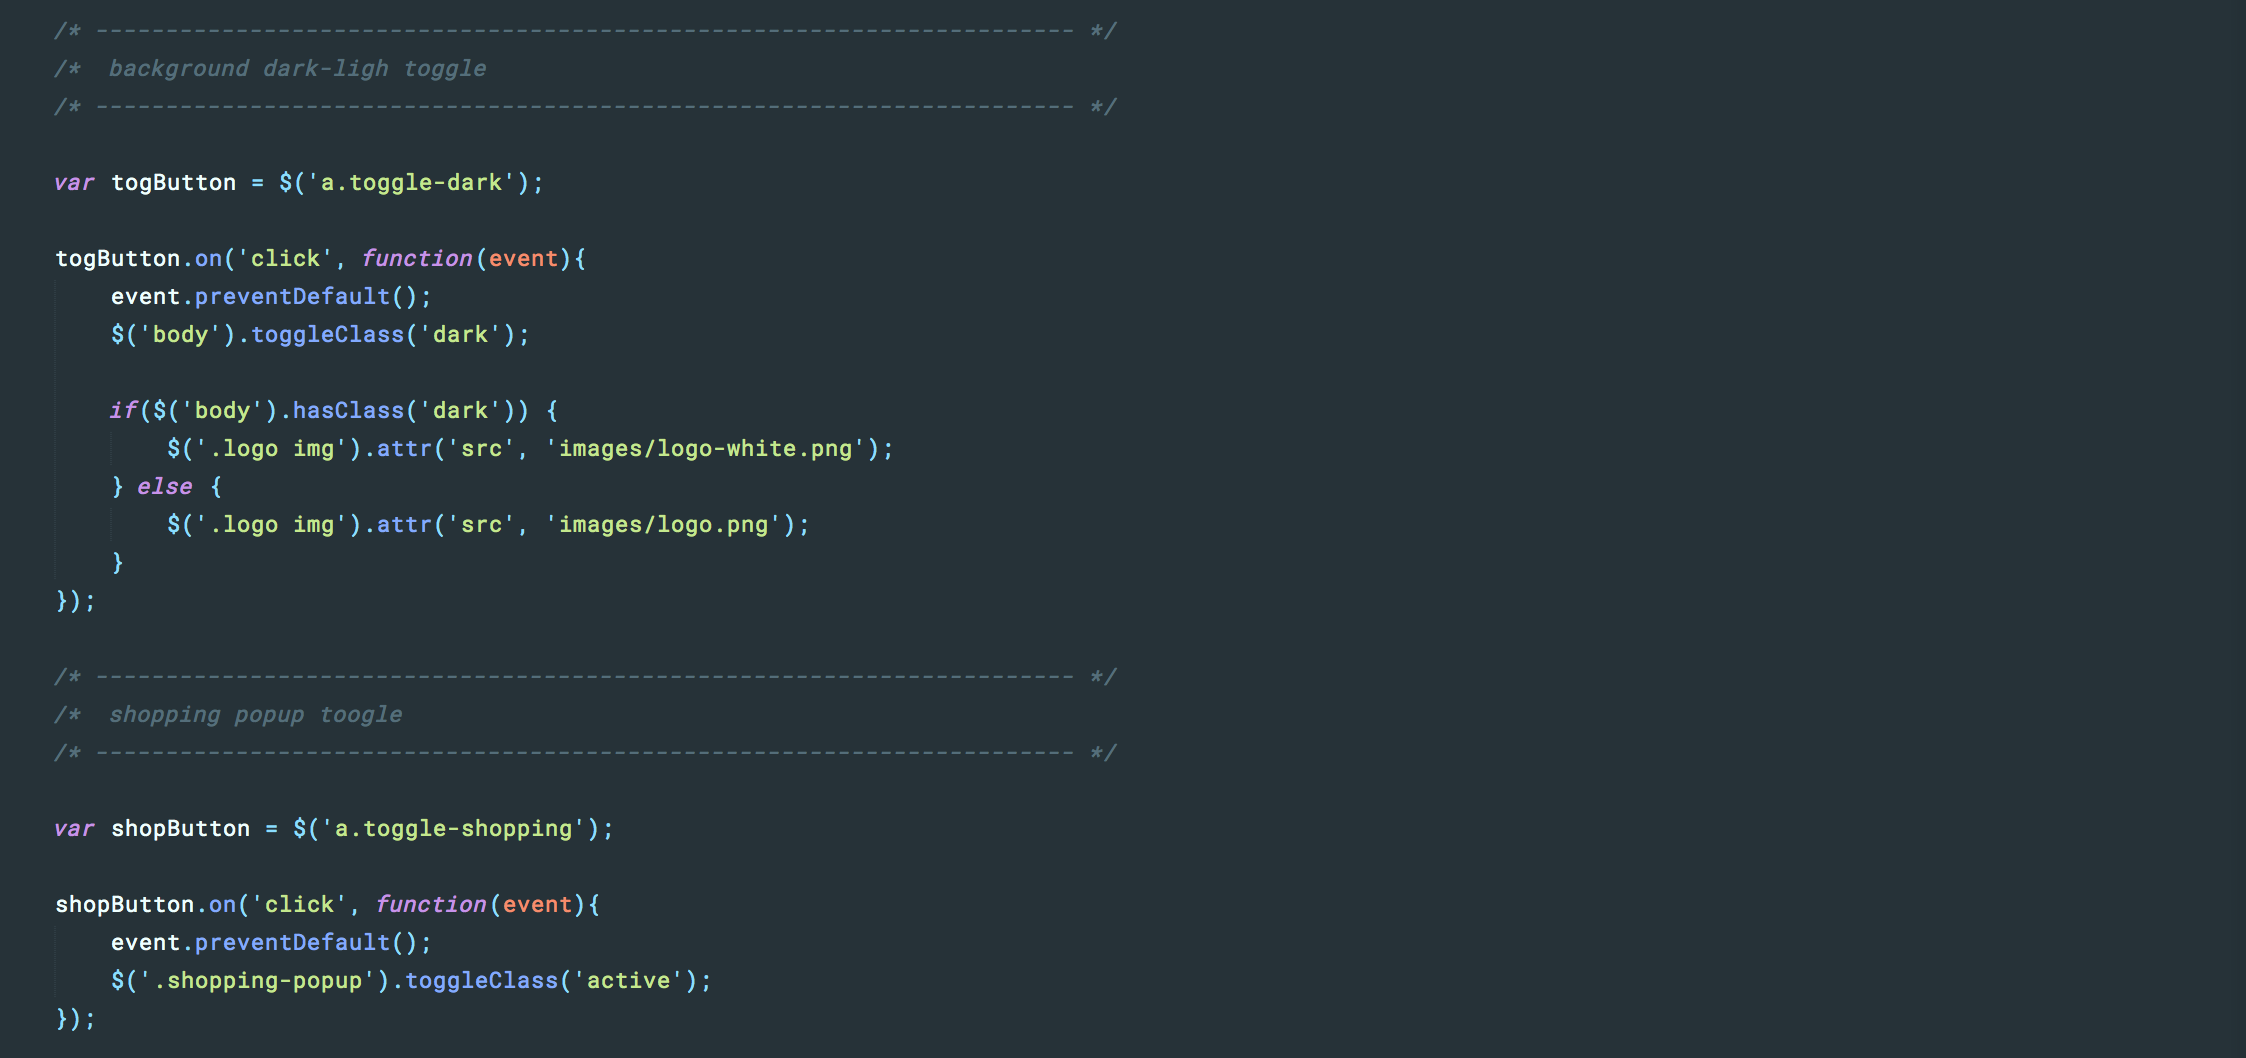 /* ---------------------------------------------------------------------- */
/*  background dark-ligh toggle
/* ---------------------------------------------------------------------- */
var togButton = $('a.toggle-dark');
togButton.on('click', function(event){
    event.preventDefault();
    $('body').toggleClass('dark');
    if($('body').hasClass('dark')) {
        $('.logo img').attr('src', 'images/logo-white.png');
    } else {
        $('.logo img').attr('src', 'images/logo.png');
    }
});
/* ---------------------------------------------------------------------- */
/*  shopping popup toogle
/* ---------------------------------------------------------------------- */
var shopButton = $('a.toggle-shopping');
shopButton.on('click', function(event){
    event.preventDefault();
    $('.shopping-popup').toggleClass('active');
});